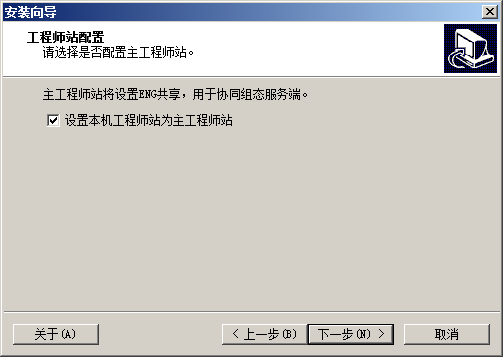 安装向导
工程师站配置
请选择是否配置主工程师站。
主工程师站将设置ENG共享，用于协同组态服务端。
设置本机工程师站为主工程师站
关于(A)
< 上一步(B)
下一步(N) >
取消